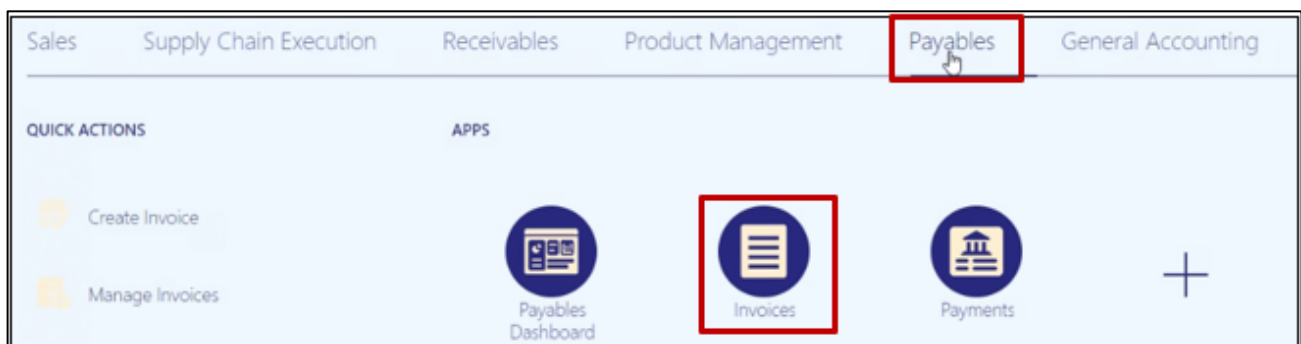 Sales Supply Chain Execution Receivables Product Management Payables General Accounting
QUICK ACTIONS
Create Invoice
Manage Invoices
APPS
Payables
Dashboard
Invoices
Payments